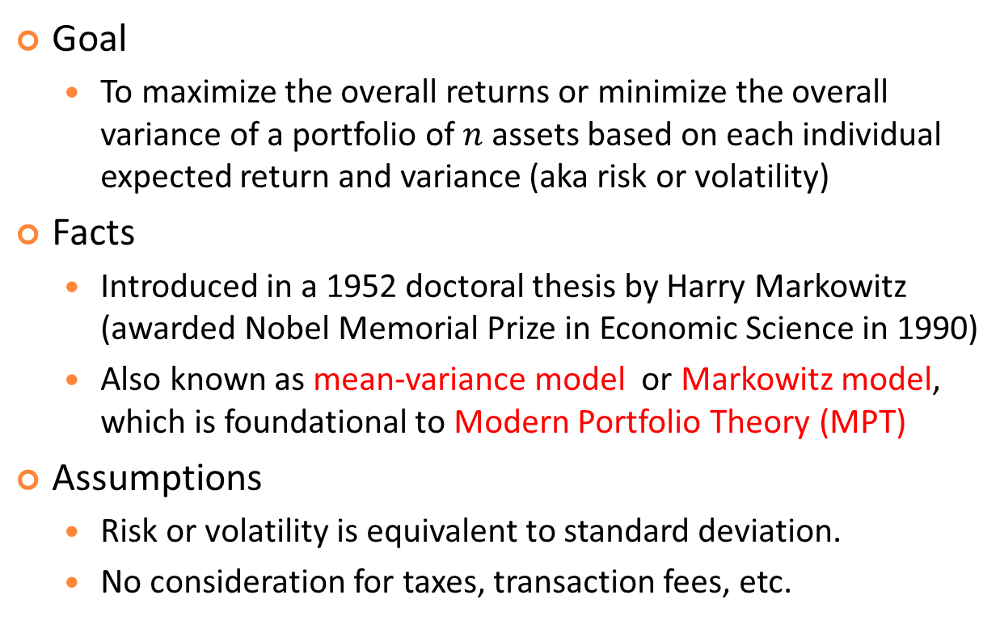 Goal
To maximize the overall returns or minimize the overall
variance of a portfolio of n assets based on each individual
expected return and variance (aka risk or volatility)
Facts
Introduced in a 1952 doctoral thesis by Harry Markowitz
(awarded Nobel Memorial Prize in Economic Science in 1990)
Also known as mean-variance model or Markowitz model,
which is foundational to Modern Portfolio Theory (MPT)
Assumptions
Risk or volatility is equivalent to standard deviation.
No consideration for taxes, transaction fees, etc.